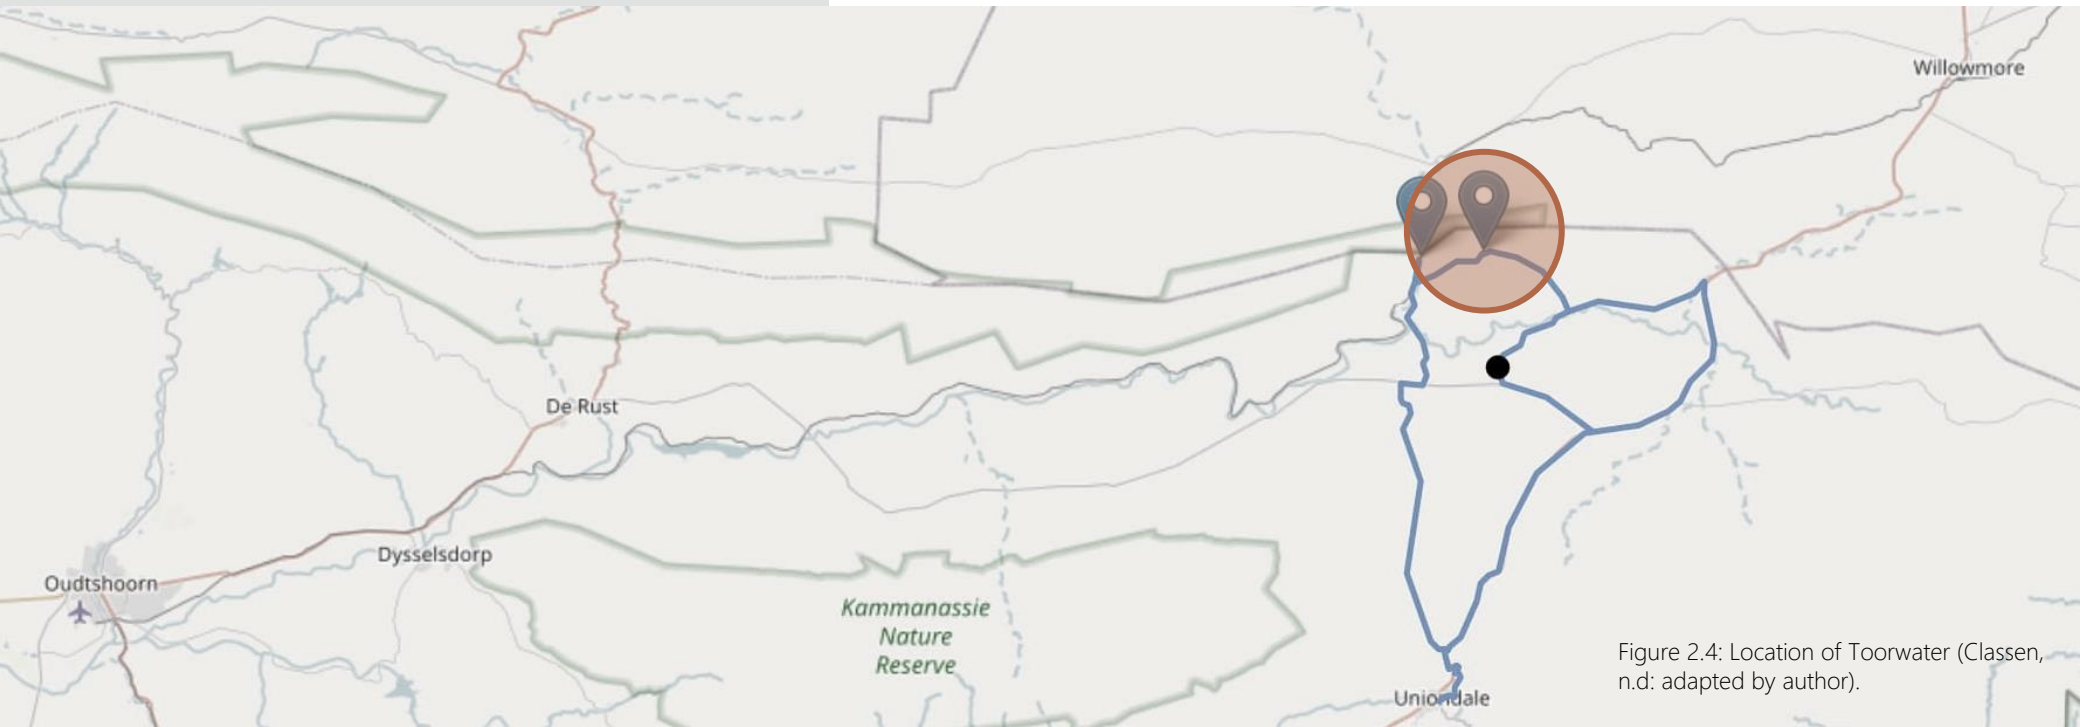 Willowmore
De Rust
Dysselsdorp
Oudtshoorn
Kammanassie
Nature
Reserve
Figure 2.4: Location of Toorwater (Classen,
n.d: adapted by author).
Uniondale